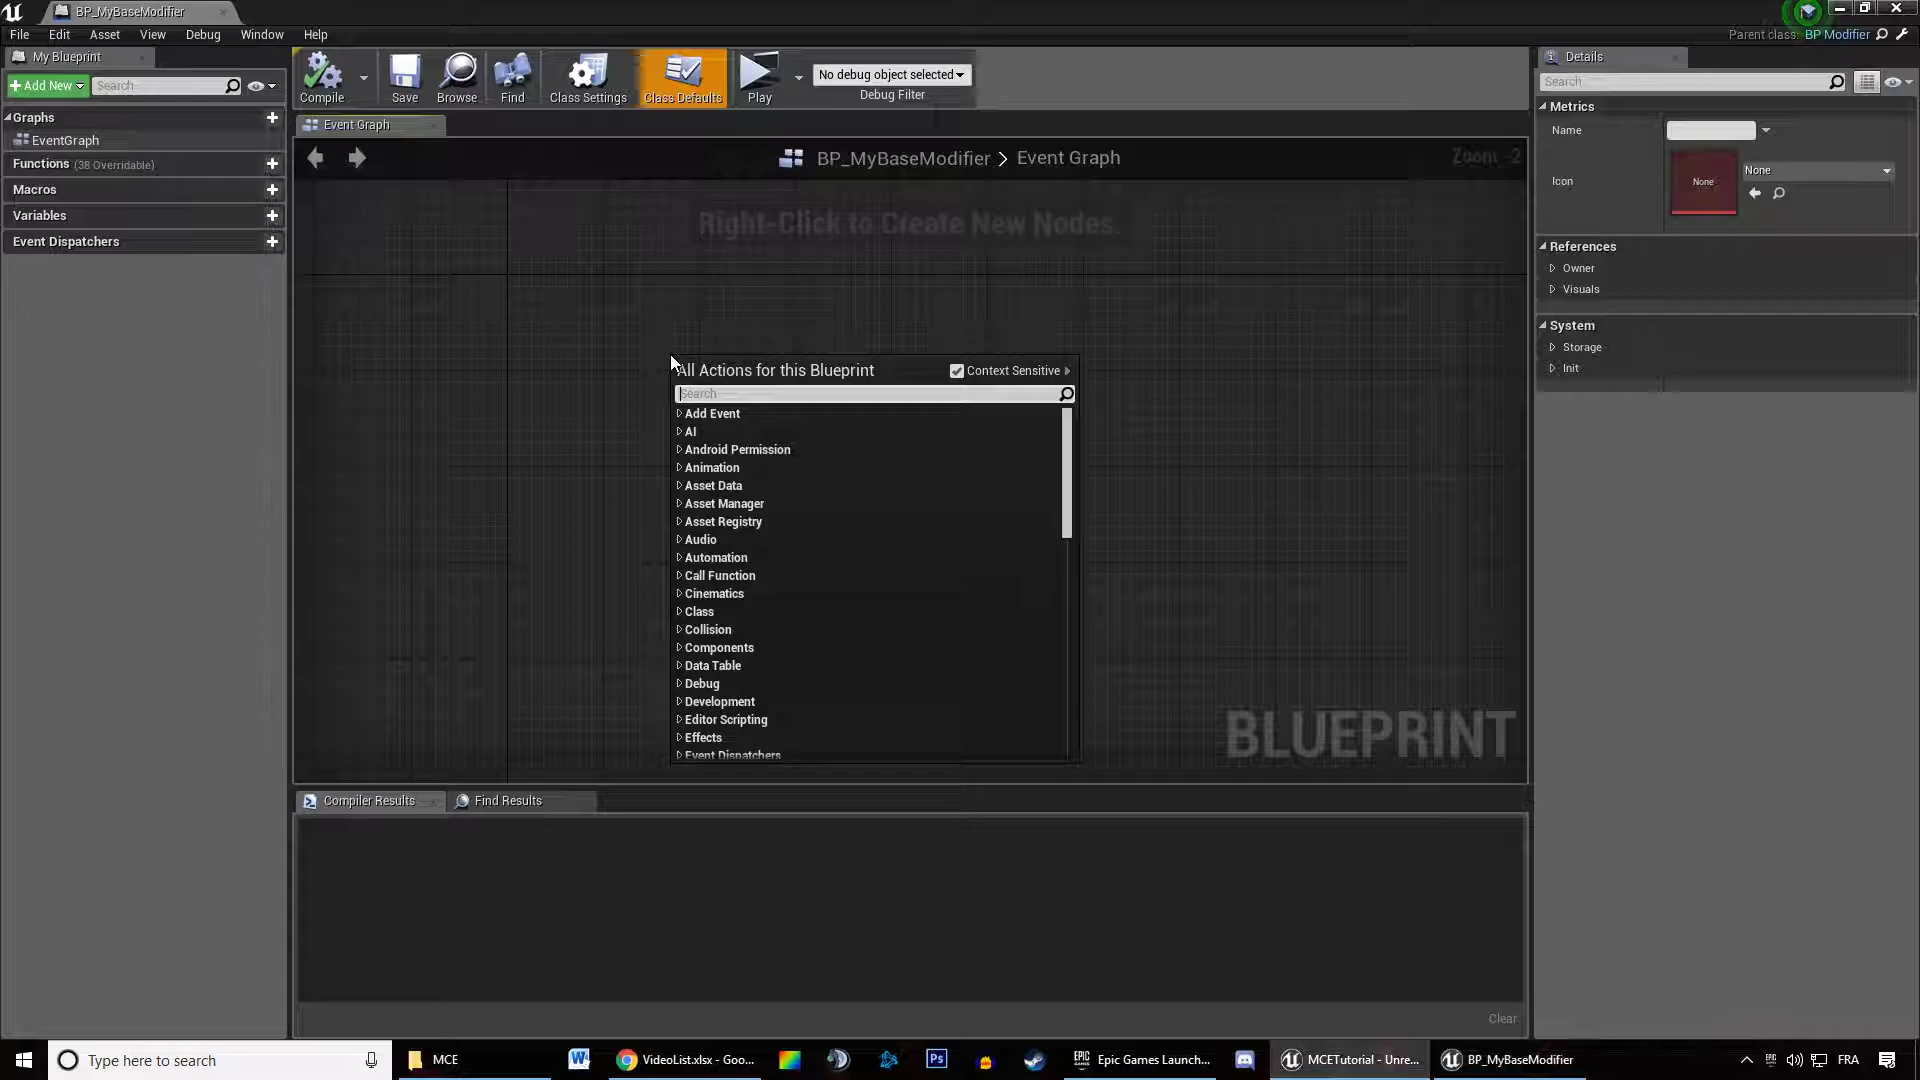 BP_MyBaseModifier
File Edit Asset View Debug Window Help
Parent class: BP Modifier
My Blueprint
Add New
Search
Graphs
EventGraph
Functions (38 Overridable)
Macros
Variables
Event Dispatchers
Compile
Save
Browse
Find
Class Settings
Class Defaults
Play
No debug object selected
Debug Filter
Event Graph
BP_MyBaseModifier > Event Graph
Zoom -2
Right-Click to Create New Nodes.
All Actions for this Blueprint
Context Sensitive
Search
Add Event
AI
Android Permission
Animation
Asset Data
Asset Manager
Asset Registry
Audio
Automation
Call Function
Cinematics
Class
Collision
Components
Data Table
Debug
Development
Editor Scripting
Effects
Event Dispatchers
BLUEPRINT
Compiler Results
Find Results
Clear
Details
Search
Metrics
Name
Icon
None
None
References
Owner
Visuals
System
Storage
Init
Type here to search
MCE
VideoList.xlsx - Goo...
Ps
Epic Games Launch...
MCETutorial - Unre...
BP_MyBaseModifier
FRA